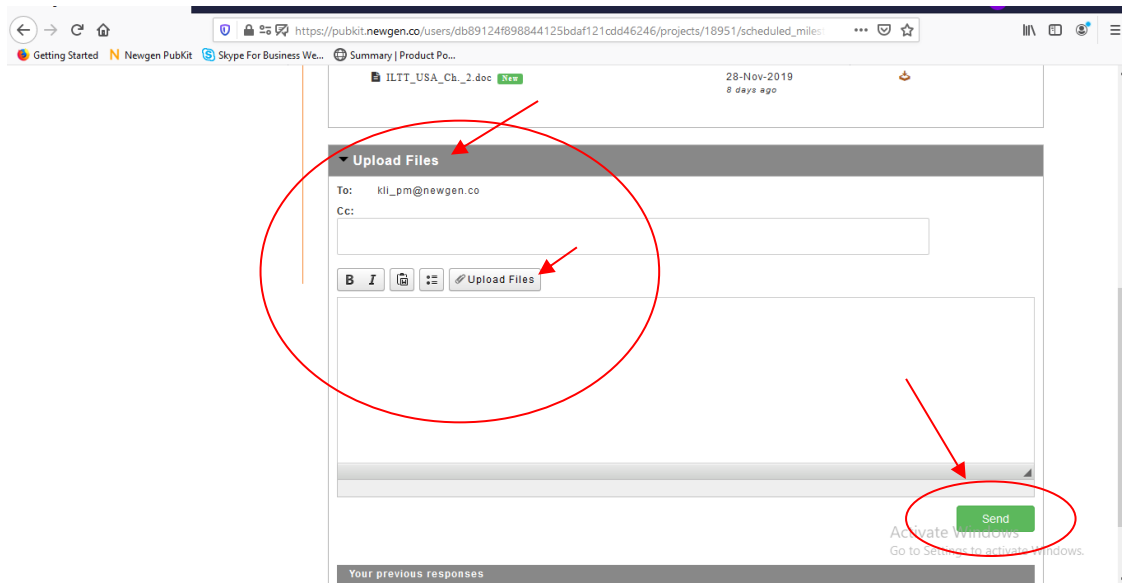 https://pubkit.newgen.co/users/db89124f898844125bdaf121cdd46246/projects/18951/scheduled_miles
Getting Started N Newgen PubKit S Skype For Business We... Summary | Product Po...
ILTT_USA_Ch._2.doc New 28-Nov-2019
8 days ago
Upload Files
To: kli_pm@newgen.co
Cc:
B I Upload Files
Send
Activate Windows
Go to Settings to activate Windows.
Your previous responses